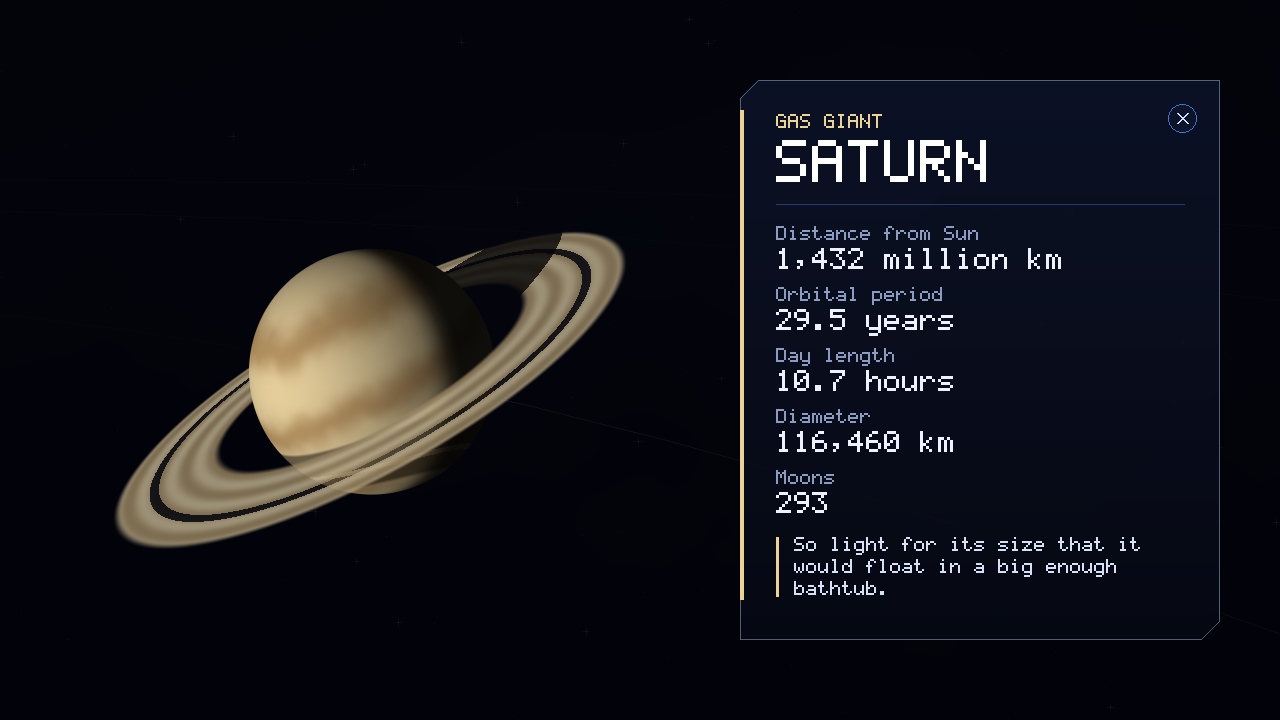 GAS GIANT
SATURN
Distance from Sun
1,432 million km
Orbital period
29.5 years
Day length
10.7 hours
Diameter
116,460 km
Moons
293
So light for its size that it
would float in a big enough
bathtub.